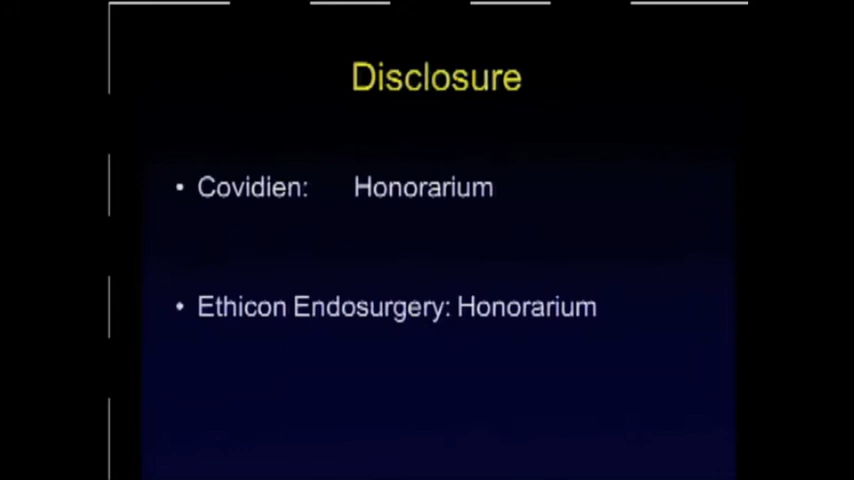 Disclosure
• Covidien: Honorarium
• Ethicon Endosurgery: Honorarium